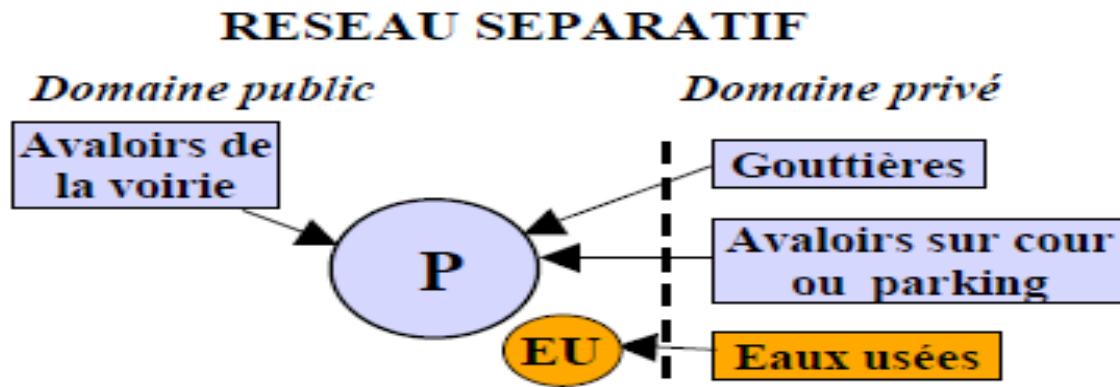 RESEAU SEPARATIF
Domaine public
Domaine privé
Avaloirs de
la voirie
Gouttières
P
Avaloirs sur cour
ou parking
EU
Eaux usées